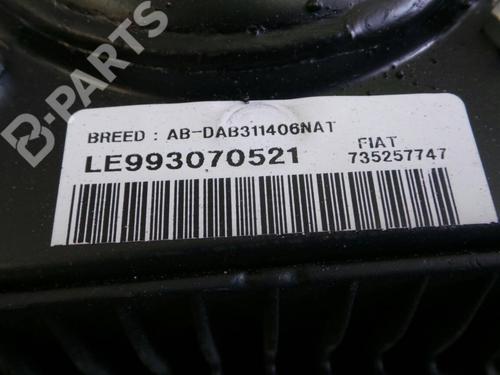 B-PARTS
BREED : AB-DAB311406NAT
LE993070521
FIAT
735257747